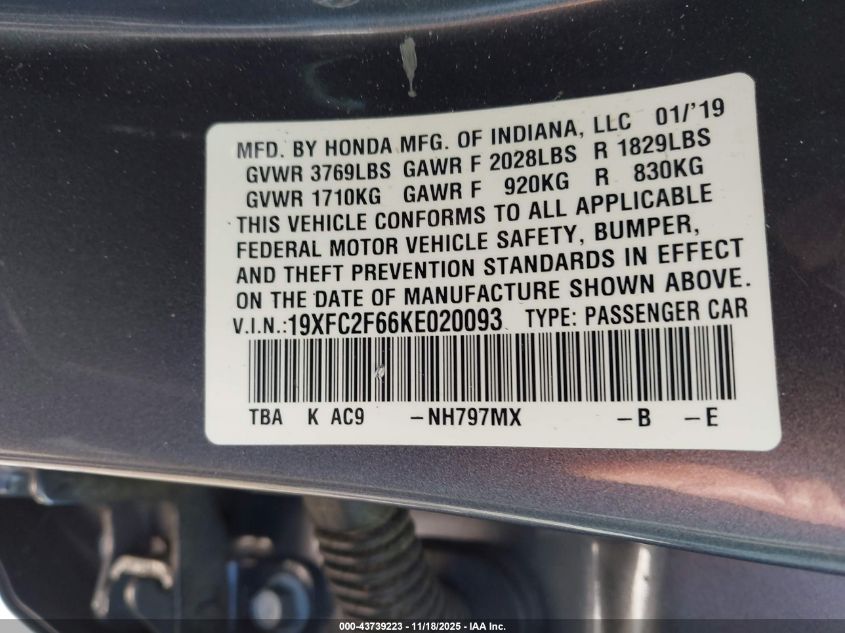 MFD. BY HONDA MFG. OF INDIANA, LLC 01/'19
GVWR 3769LBS GAWR F 2028LBS R 1829LBS
GVWR 1710KG GAWR F 920KG R 830KG
THIS VEHICLE CONFORMS TO ALL APPLICABLE
FEDERAL MOTOR VEHICLE SAFETY, BUMPER,
AND THEFT PREVENTION STANDARDS IN EFFECT
ON THE DATE OF MANUFACTURE SHOWN ABOVE.
V.I.N.:19XFC2F66KE020093 TYPE: PASSENGER CAR
TBA K AC9 -NH797MX -B -E
000-43739223 - 11/18/2025 - IAA Inc.